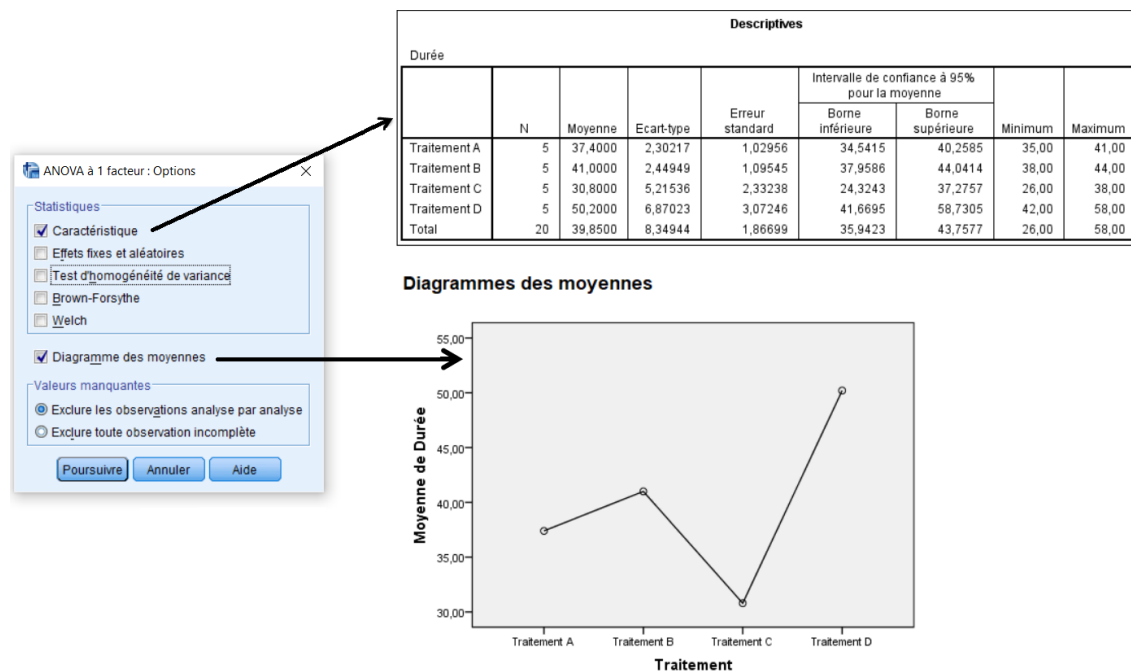 ANOVA à 1 facteur : Options
Statistiques
Caractéristique
Effets fixes et aléatoires
Test d'homogénéité de variance
Brown-Forsythe
Welch
Diagramme des moyennes
Valeurs manquantes
Exclure les observations analyse par analyse
Exclure toute observation incomplète
Poursuivre Annuler Aide
Descriptives
Durée
N Moyenne Ecart-type Erreur standard Intervalle de confiance à 95% pour la moyenne Minimum Maximum
Borne inférieure Borne supérieure
Traitement A 5 37,4000 2,30217 1,02956 34,5415 40,2585 35,00 41,00
Traitement B 5 41,0000 2,44949 1,09545 37,9586 44,0414 38,00 44,00
Traitement C 5 30,8000 5,21536 2,33238 24,3243 37,2757 26,00 38,00
Traitement D 5 50,2000 6,87023 3,07246 41,6695 58,7305 42,00 58,00
Total 20 39,8500 8,34944 1,86699 35,9423 43,7577 26,00 58,00
Diagrammes des moyennes
Moyenne de Durée
55,00
50,00
45,00
40,00
35,00
30,00
Traitement A Traitement B Traitement C Traitement D
Traitement